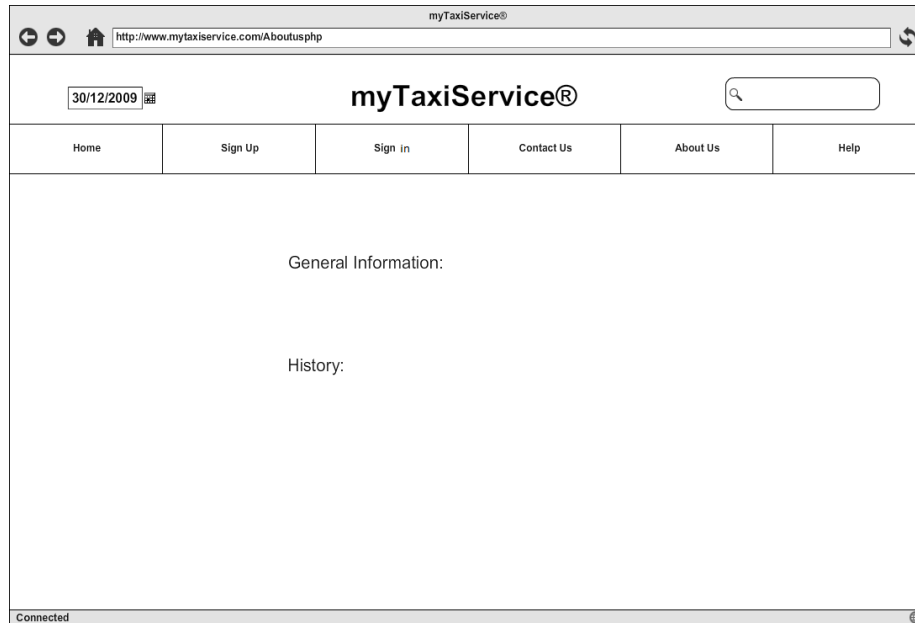 myTaxiService®
http://www.mytaxiservice.com/Aboutusphp
30/12/2009
myTaxiService®
Home
Sign Up
Sign in
Contact Us
About Us
Help
General Information:
History:
Connected